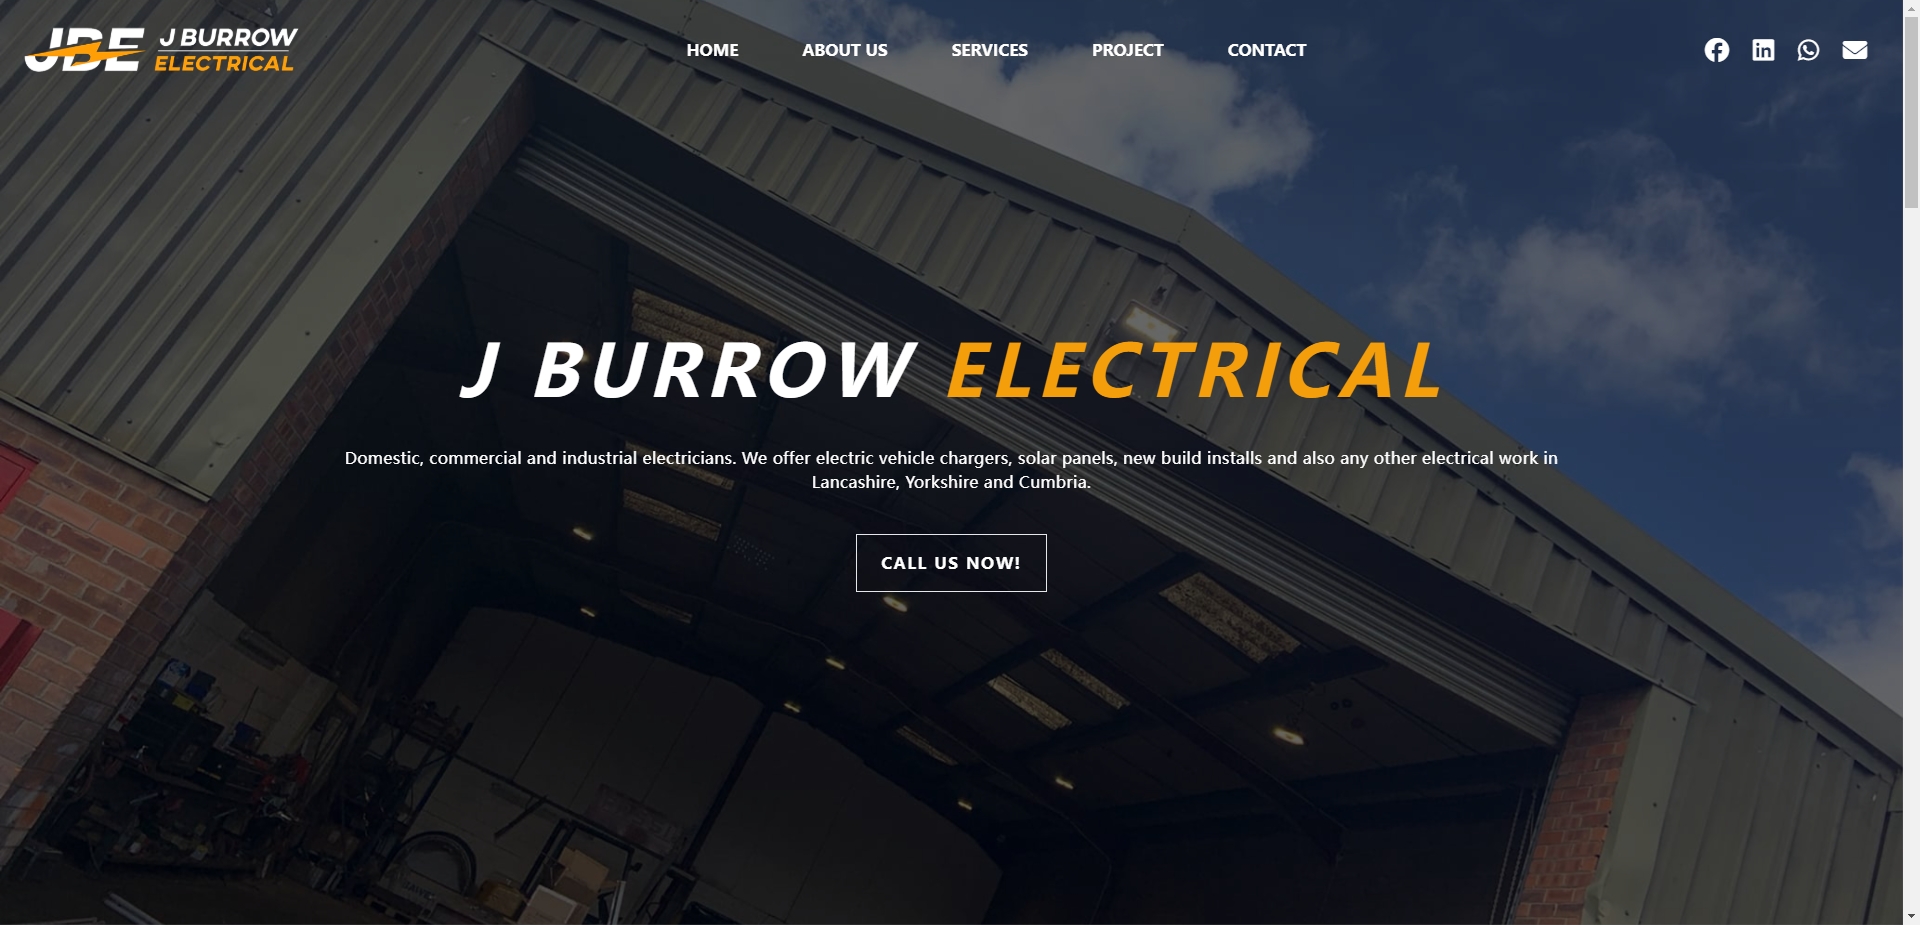 JBE J BURROW
ELECTRICAL
HOME ABOUT US SERVICES PROJECT CONTACT
J BURROW ELECTRICAL
Domestic, commercial and industrial electricians. We offer electric vehicle chargers, solar panels, new build installs and also any other electrical work in
Lancashire, Yorkshire and Cumbria.
CALL US NOW!